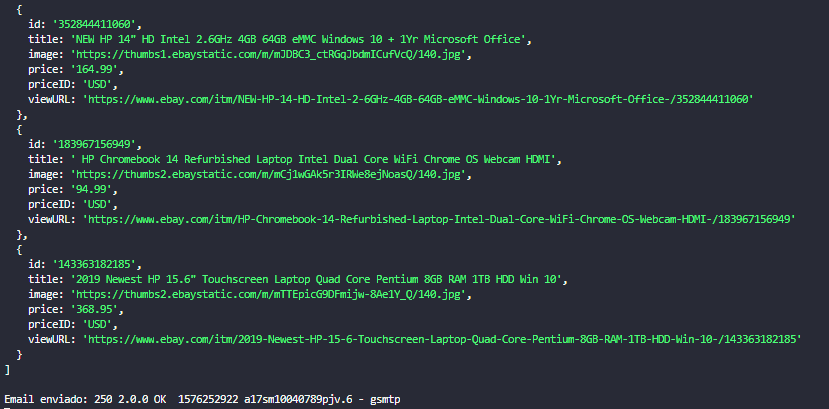 {
id: '352844411060',
title: 'NEW HP 14” HD Intel 2.6GHz 4GB 64GB eMMC Windows 10 + 1Yr Microsoft Office',
image: 'https://thumbs1.ebaystatic.com/m/mJDBC3_ctRGqJbdmICufVcQ/140.jpg',
price: '164.99',
priceID: 'USD',
viewURL: 'https://www.ebay.com/itm/NEW-HP-14-HD-Intel-2-6GHz-4GB-64GB-eMMC-Windows-10-1Yr-Microsoft-Office-/352844411060'
},
{
id: '183967156949',
title: ' HP Chromebook 14 Refurbished Laptop Intel Dual Core WiFi Chrome OS Webcam HDMI',
image: 'https://thumbs2.ebaystatic.com/m/mCj1wGAk5r3IRWe8ejNoasQ/140.jpg',
price: '94.99',
priceID: 'USD',
viewURL: 'https://www.ebay.com/itm/HP-Chromebook-14-Refurbished-Laptop-Intel-Dual-Core-WiFi-Chrome-OS-Webcam-HDMI-/183967156949'
},
{
id: '143363182185',
title: '2019 Newest HP 15.6” Touchscreen Laptop Quad Core Pentium 8GB RAM 1TB HDD Win 10',
image: 'https://thumbs2.ebaystatic.com/m/mTTEpicG9DFmijw-8Ae1Y_Q/140.jpg',
price: '368.95',
priceID: 'USD',
viewURL: 'https://www.ebay.com/itm/2019-Newest-HP-15-6-Touchscreen-Laptop-Quad-Core-Pentium-8GB-RAM-1TB-HDD-Win-10-/143363182185'
}
]
Email enviado: 250 2.0.0 OK  1576252922 a17sm10040789pjv.6 - gsmtp